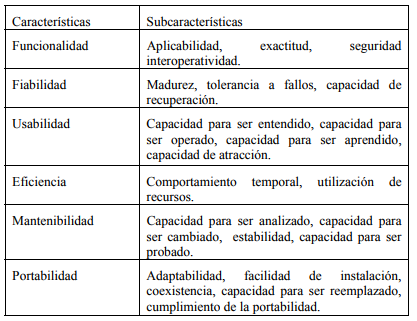 Características Subcaracterísticas
Funcionalidad Aplicabilidad, exactitud, seguridad
interoperatividad.
Fiabilidad Madurez, tolerancia a fallos, capacidad de
recuperación.
Usabilidad Capacidad para ser entendido, capacidad para
ser operado, capacidad para ser aprendido,
capacidad de atracción.
Eficiencia Comportamiento temporal, utilización de
recursos.
Mantenibilidad Capacidad para ser analizado, capacidad para
ser cambiado, estabilidad, capacidad para ser
probado.
Portabilidad Adaptabilidad, facilidad de instalación,
coexistencia, capacidad para ser reemplazado,
cumplimiento de la portabilidad.